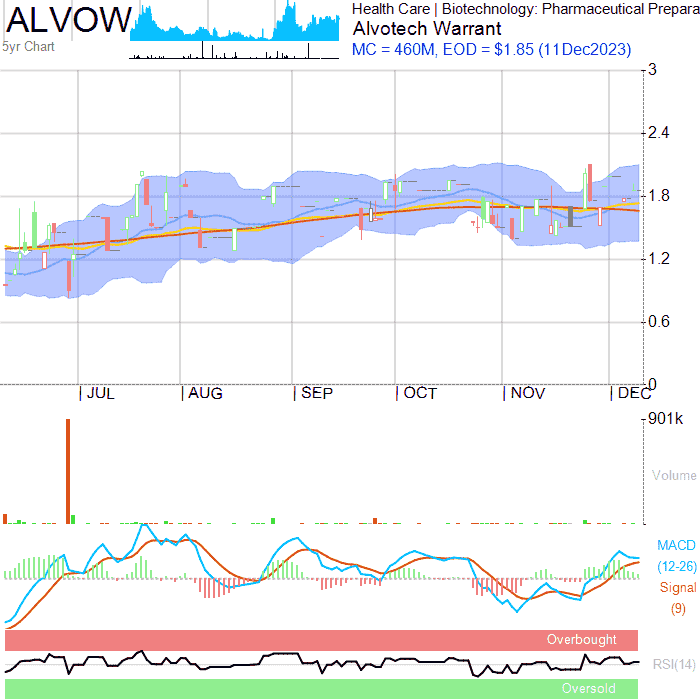 ALVOW
5yr Chart
Health Care | Biotechnology: Pharmaceutical Prepara
Alvotech Warrant
MC = 460M, EOD = $1.85 (11Dec2023)
3
2.4
1.8
1.2
0.6
0
| JUL | AUG | SEP | OCT | NOV | DEC
901k
Volume
MACD
(12-26)
Signal
(9)
Overbought
RSI(14)
Oversold